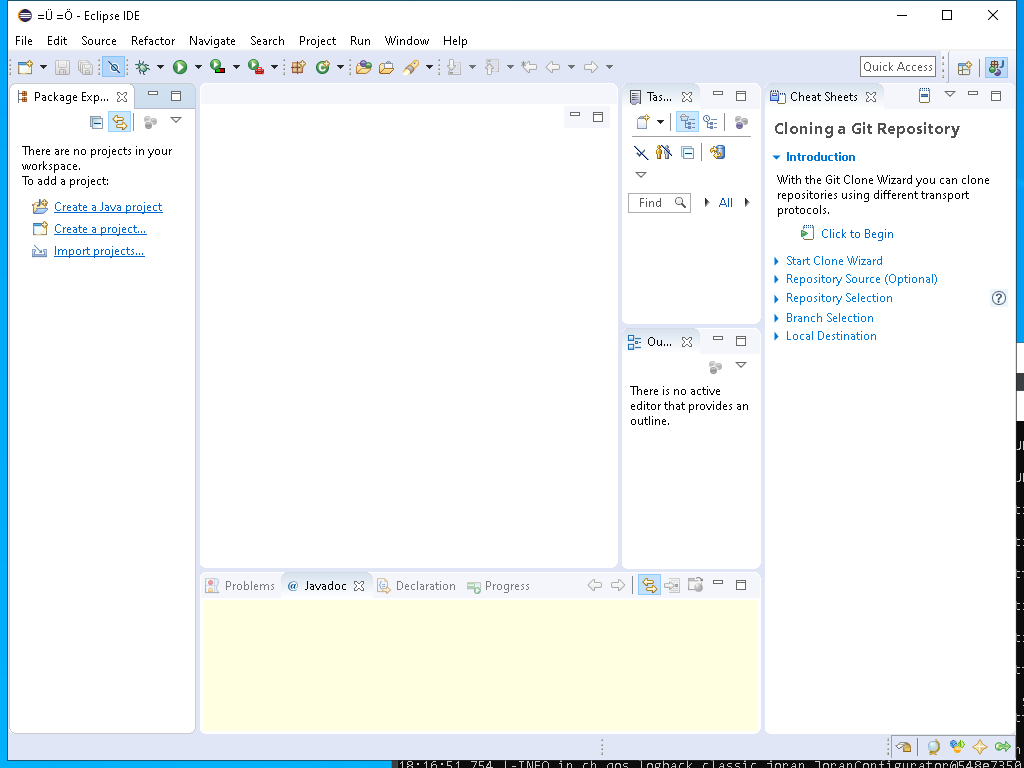 =Ü =Ö - Eclipse IDE
File Edit Source Refactor Navigate Search Project Run Window Help
Quick Access
Package Exp...
There are no projects in your
workspace.
To add a project:
Create a Java project
Create a project...
Import projects...
Tas...
Find
All
Ou...
There is no active
editor that provides an
outline.
Cheat Sheets
Cloning a Git Repository
Introduction
With the Git Clone Wizard you can clone
repositories using different transport
protocols.
Click to Begin
Start Clone Wizard
Repository Source (Optional)
Repository Selection
Branch Selection
Local Destination
Problems @ Javadoc Declaration Progress
18:16:51,754 |-INFO in ch.qos.logback.classic.joran.JoranConfigurator@548e7350